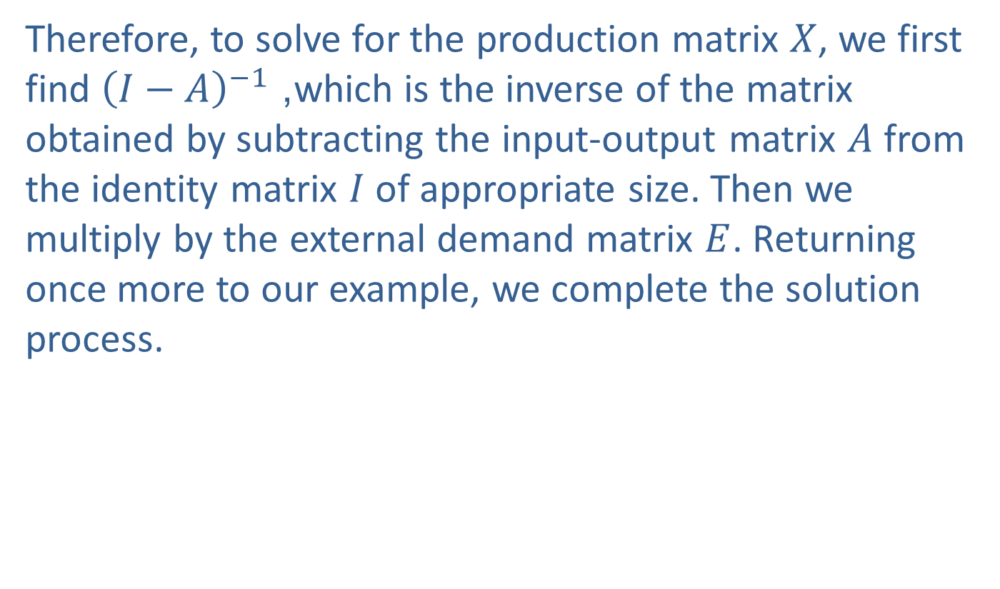 Therefore, to solve for the production matrix X, we first
find (I − A)⁻¹ ,which is the inverse of the matrix
obtained by subtracting the input-output matrix A from
the identity matrix I of appropriate size. Then we
multiply by the external demand matrix E. Returning
once more to our example, we complete the solution
process.